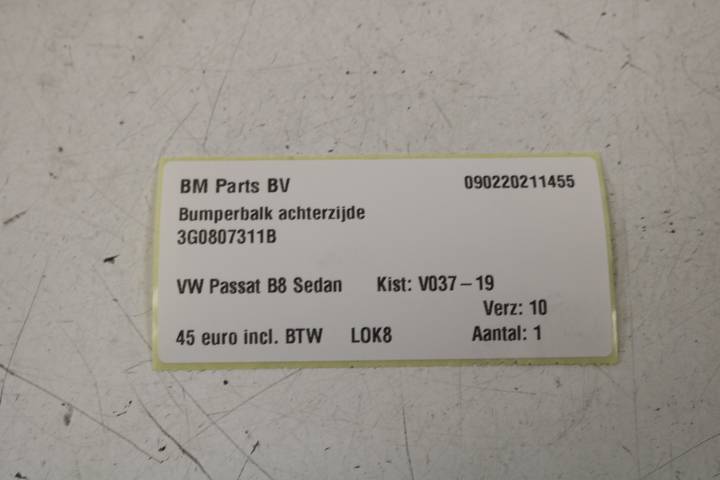 BM Parts BV 090220211455
Bumperbalk achterzijde
3G0807311B
VW Passat B8 Sedan Kist: V037-19
Verz: 10
45 euro incl. BTW LOK8 Aantal: 1